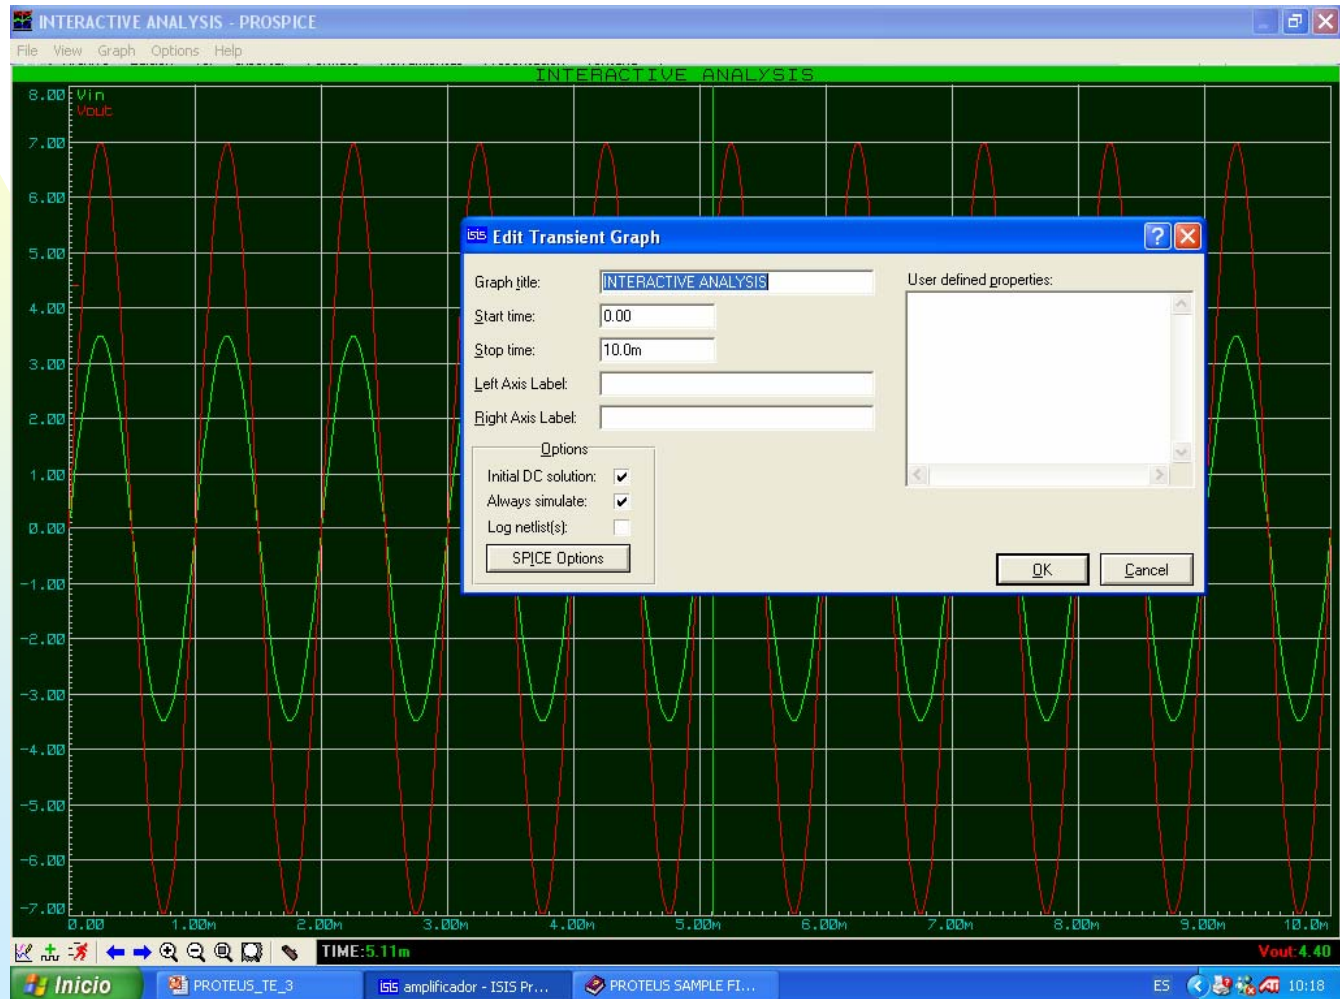 INTERACTIVE ANALYSIS - PROSPICE
File View Graph Options Help
INTERACTIVE ANALYSIS
8.00
Vin
Vout
7.00
6.00
5.00
4.00
3.00
2.00
1.00
0.00
-1.00
-2.00
-3.00
-4.00
-5.00
-6.00
-7.00
isis Edit Transient Graph
Graph title: INTERACTIVE ANALYSIS
Start time: 0.00
Stop time: 10.0m
Left Axis Label:
Right Axis Label:
Options
Initial DC solution:
Always simulate:
Log netlist(s):
SPICE Options
User defined properties:
OK Cancel
0.00 1.00m 2.00m 3.00m 4.00m 5.00m 6.00m 7.00m 8.00m 9.00m 10.0m
TIME:5.11m Vout:4.40
Inicio PROTEUS_TE_3 isis amplificador - ISIS Pr... PROTEUS SAMPLE FI... ES ATI 10:18